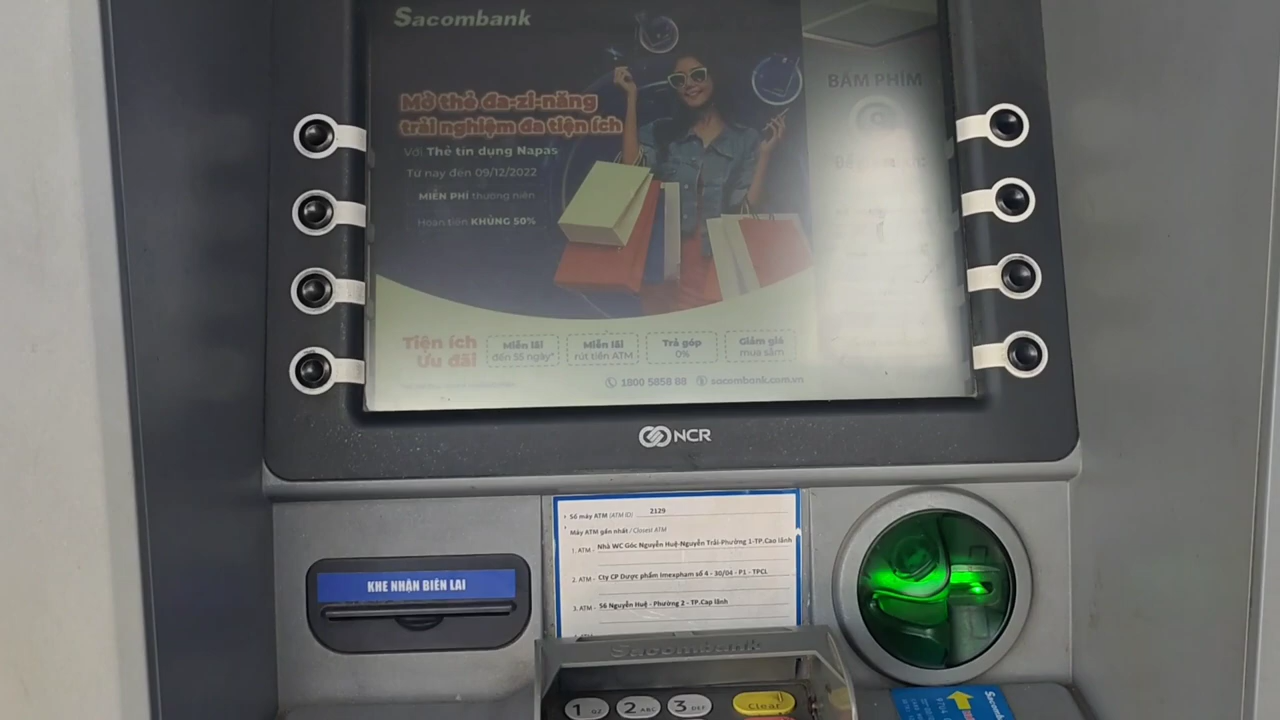 Sacombank
Mở thẻ đa-zi-năng
trải nghiệm đa tiện ích
Với Thẻ tín dụng Napas
Từ nay đến 09/12/2022
MIỄN PHÍ thường niên
Hoàn tiền KHỦNG 50%
BẤM PHÍM
Tiện ích
Ưu đãi
Miễn lãi
đến 55 ngày*
Miễn lãi
rút tiền ATM
Trả góp
0%
Giảm giá
mua sắm
1800 5858 88 sacombank.com.vn
NCR
Số máy ATM (ATM ID) 2129
Máy ATM gần nhất / Closest ATM
1. ATM - Nhà WC Góc Nguyễn Huệ-Nguyễn Trãi-Phường 1-TP.Cao lãnh
2. ATM - Cty CP Dược phẩm Imexpham số 4 - 30/04 - P1 - TPCL
3. ATM - 56 Nguyễn Huệ - Phường 2 - TP.Cao lãnh
KHE NHẬN BIÊN LAI
Sacombank
1 QZ 2 ABC 3 DEF Clear
Sacombank